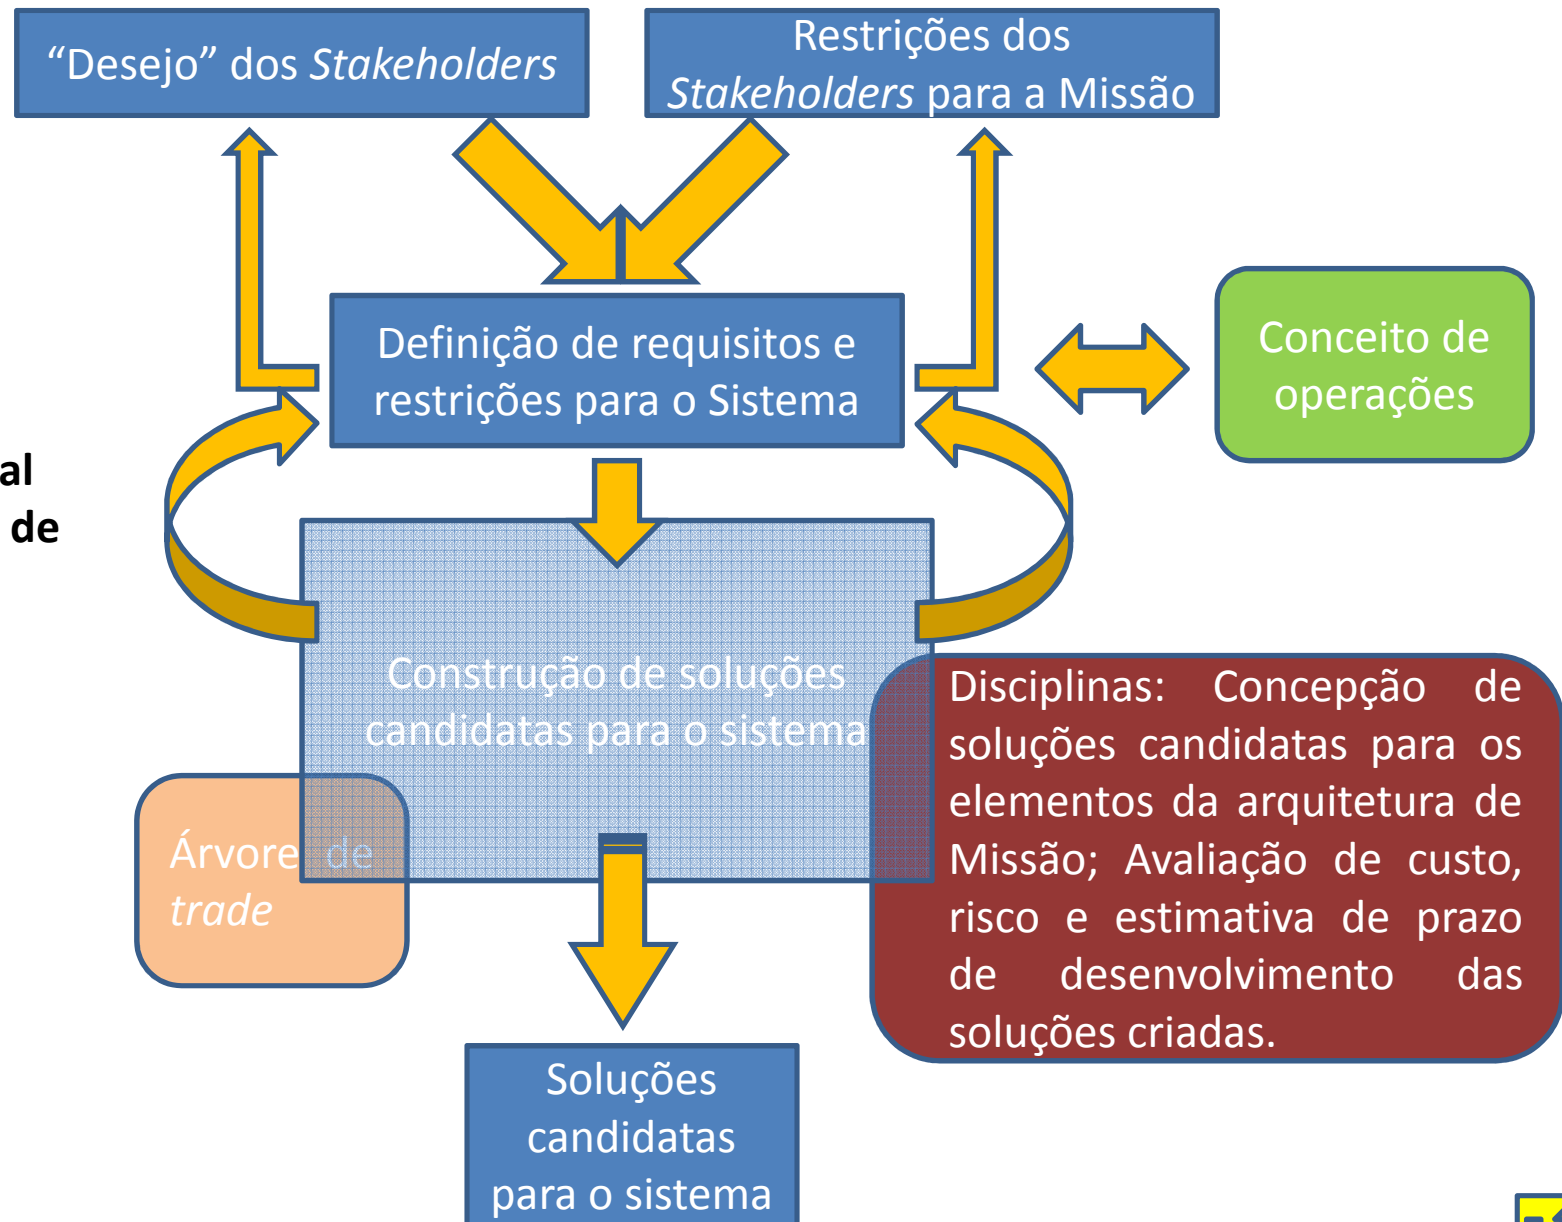 “Desejo” dos Stakeholders
Restrições dos
Stakeholders para a Missão
Definição de requisitos e
restrições para o Sistema
Conceito de
operações
al
de
Construção de soluções
candidatas para o sistema
Disciplinas: Concepção de
soluções candidatas para os
elementos da arquitetura de
Missão; Avaliação de custo,
risco e estimativa de prazo
de desenvolvimento das
soluções criadas.
Árvore de
trade
Soluções
candidatas
para o sistema